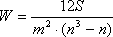 W = 12S / (m² · (n³ − n))